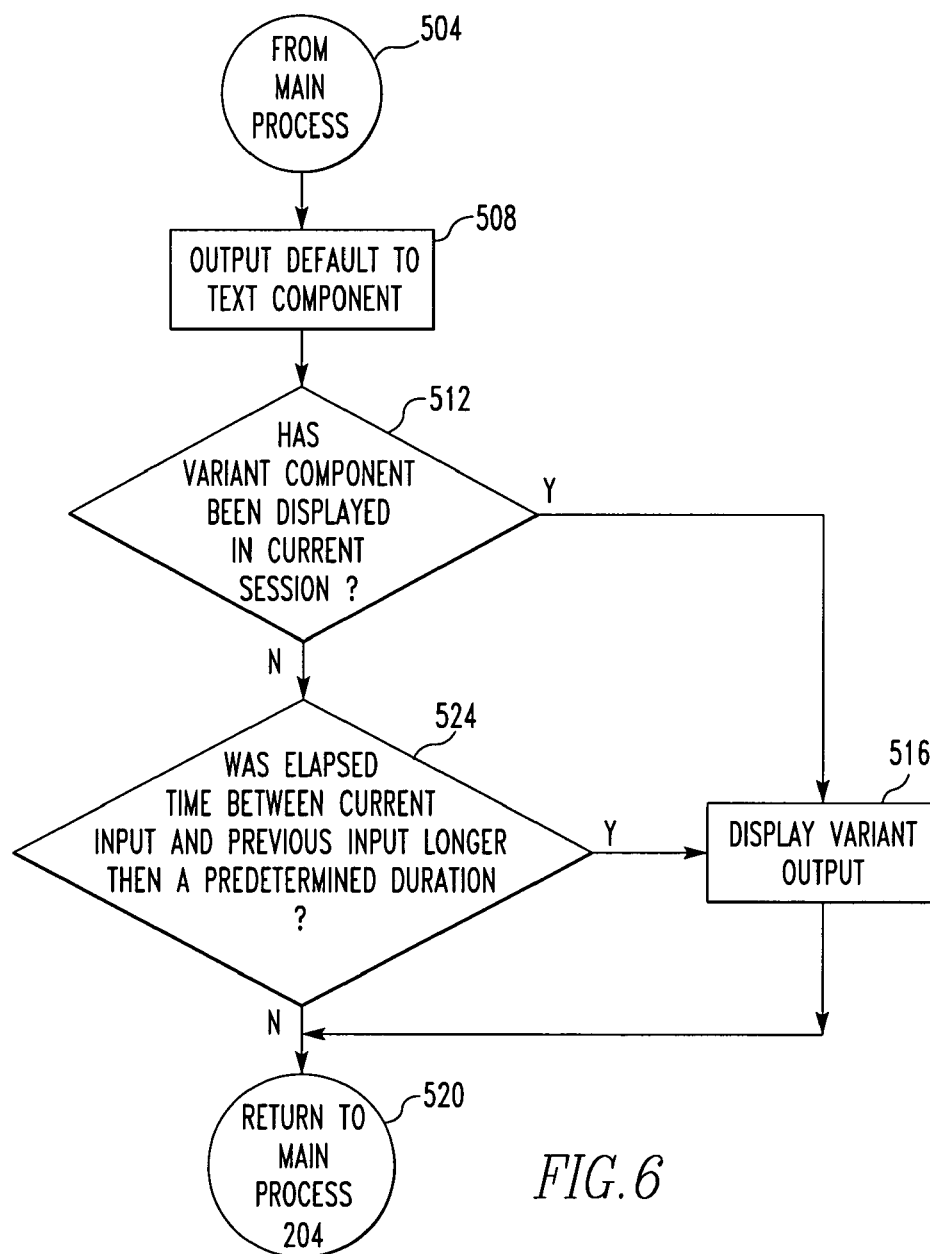 FROM
MAIN
PROCESS
504
OUTPUT DEFAULT TO
TEXT COMPONENT
508
HAS
VARIANT COMPONENT
BEEN DISPLAYED
IN CURRENT
SESSION ?
512
Y
N
WAS ELAPSED
TIME BETWEEN CURRENT
INPUT AND PREVIOUS INPUT LONGER
THEN A PREDETERMINED DURATION
?
524
Y
N
DISPLAY VARIANT
OUTPUT
516
RETURN TO
MAIN
PROCESS
204
520
FIG.6